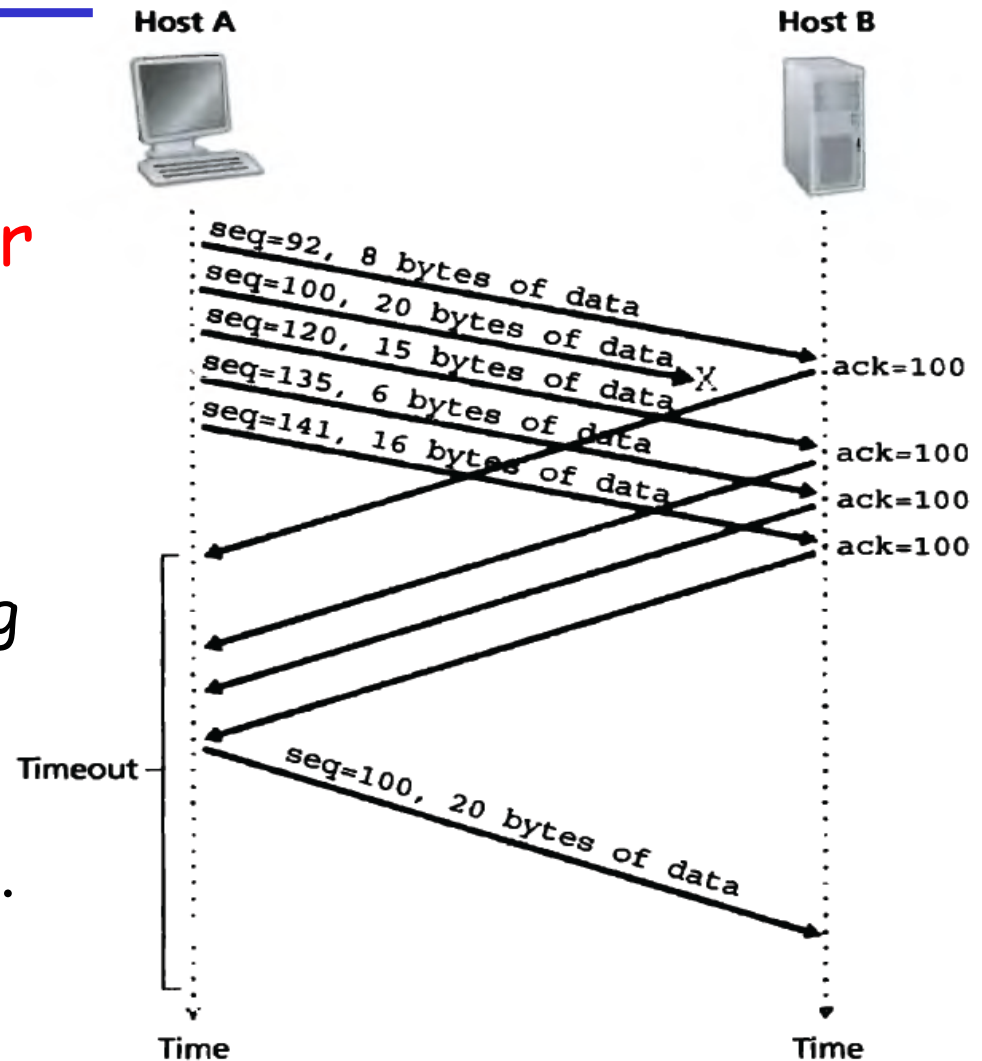 Host A
Host B
r
seq=92, 8 bytes of data
seq=100, 20 bytes of data
X
seq=120, 15 bytes of data
seq=135, 6 bytes of data
seq=141, 16 bytes of data
ack=100
ack=100
ack=100
ack=100
g
Timeout
seq=100, 20 bytes of data
.
Time
Time